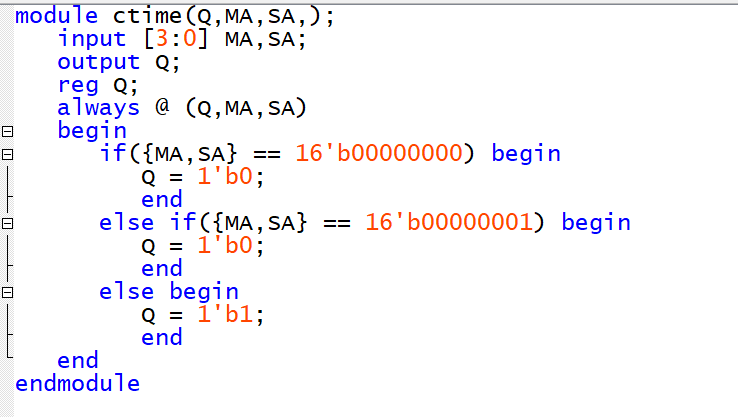 module ctime(Q,MA,SA,);
input [3:0] MA,SA;
output Q;
reg Q;
always @ (Q,MA,SA)
begin
if({MA,SA} == 16'b00000000) begin
Q = 1'b0;
end
else if({MA,SA} == 16'b00000001) begin
Q = 1'b0;
end
else begin
Q = 1'b1;
end
end
endmodule